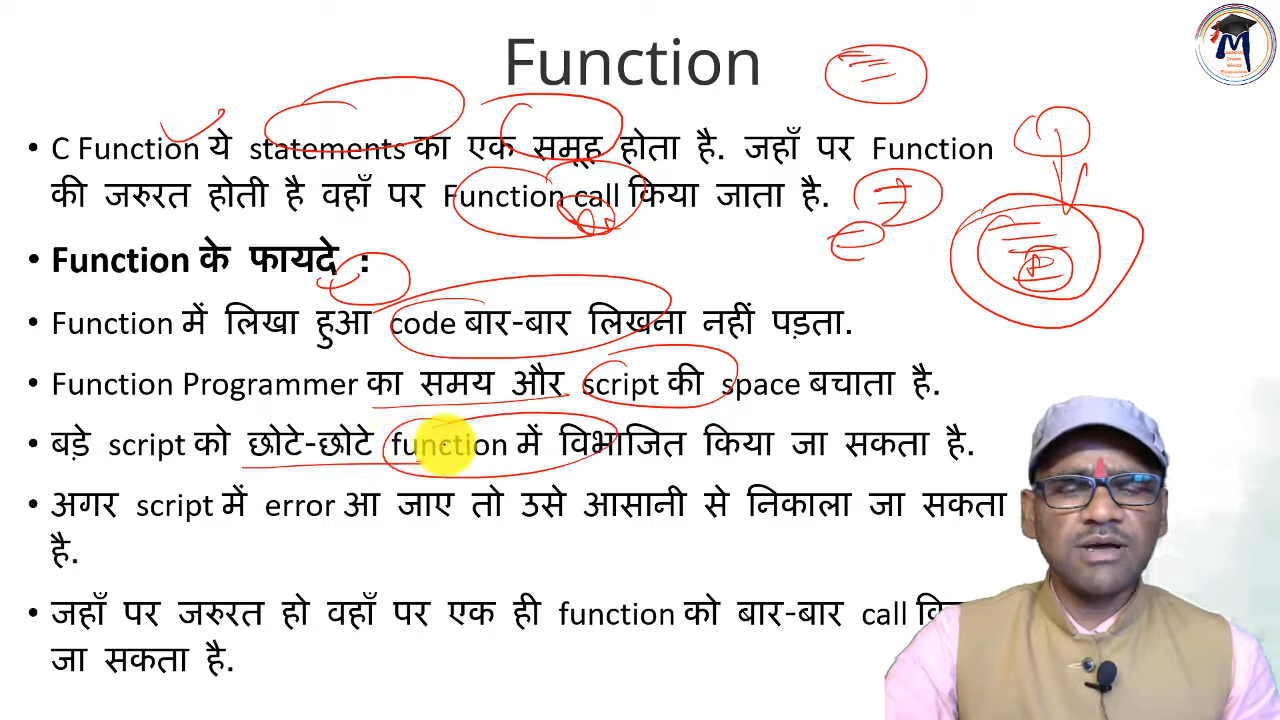 Function
• C Function ये statements का एक समूह होता है. जहाँ पर Function
की जरुरत होती है वहाँ पर Function call किया जाता है.
• Function के फायदे :
• Function में लिखा हुआ code बार-बार लिखना नहीं पड़ता.
• Function Programmer का समय और script की space बचाता है.
• बड़े script को छोटे-छोटे function में विभाजित किया जा सकता है.
• अगर script में error आ जाए तो उसे आसानी से निकाला जा सकता
है.
• जहाँ पर जरुरत हो वहाँ पर एक ही function को बार-बार call
जा सकता है.